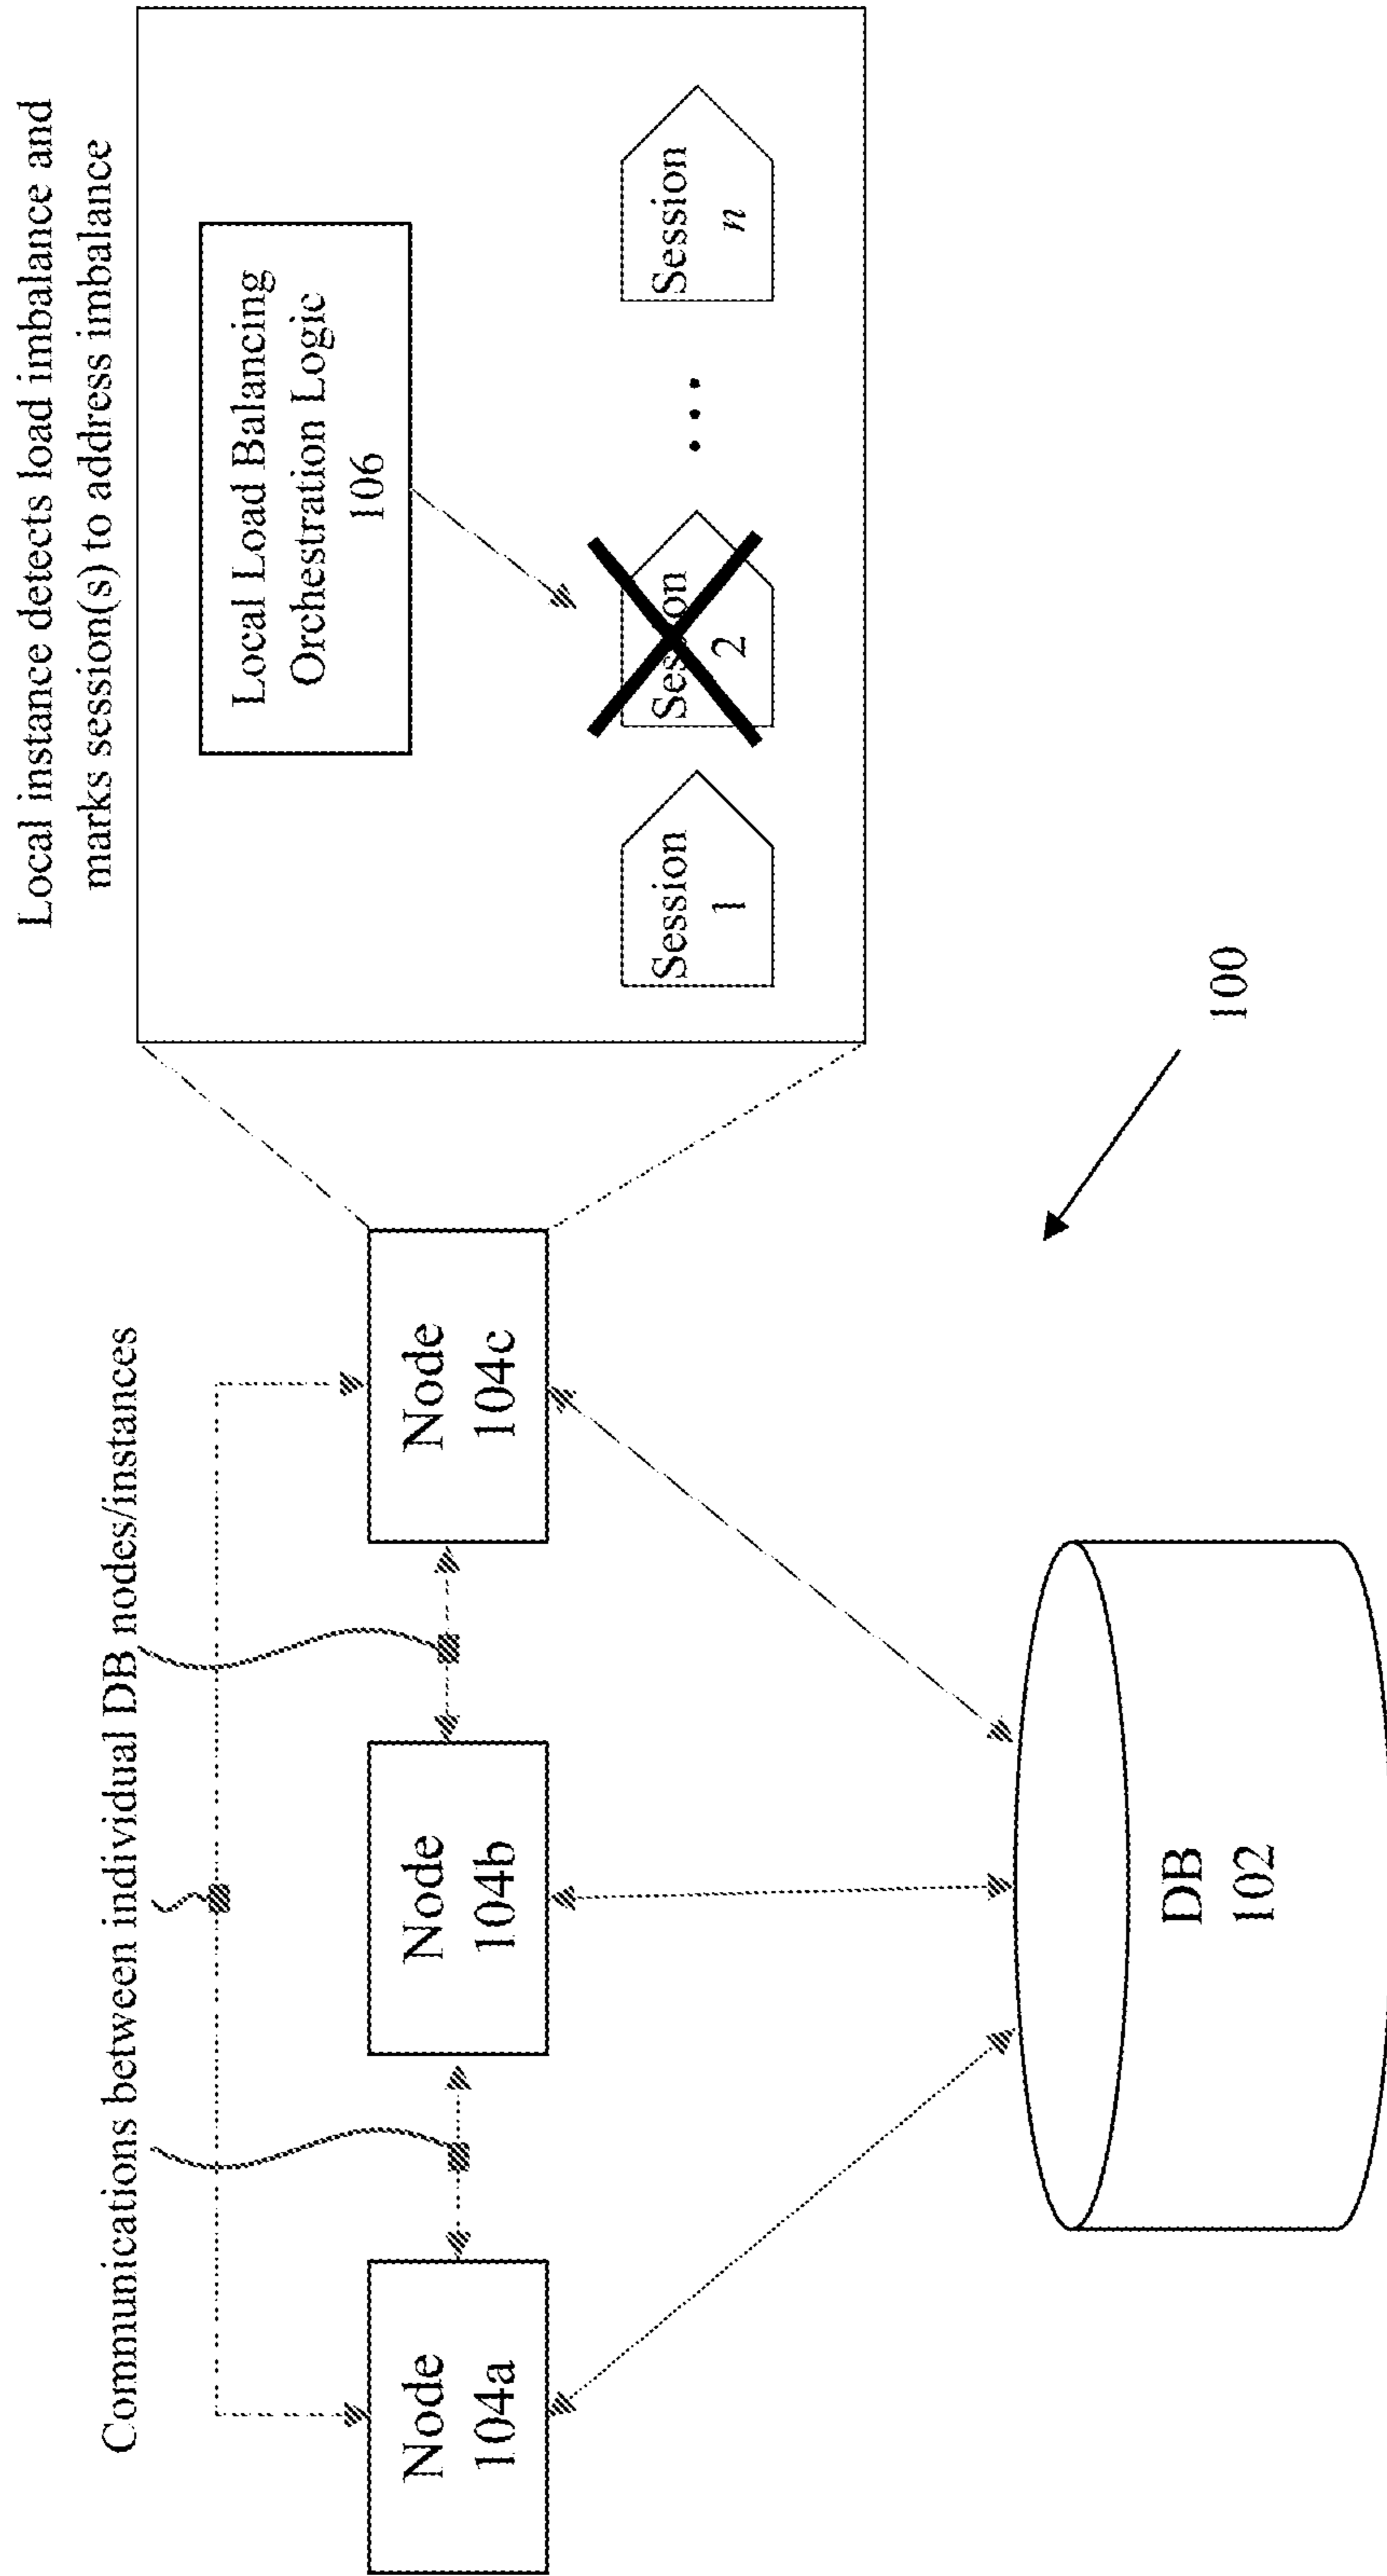 Local instance detects load imbalance and
marks session(s) to address imbalance
Communications between individual DB nodes/instances
Local Load Balancing
Orchestration Logic
106
Session
1
Session
2
...
Session
n
Node
104a
Node
104b
Node
104c
DB
102
100